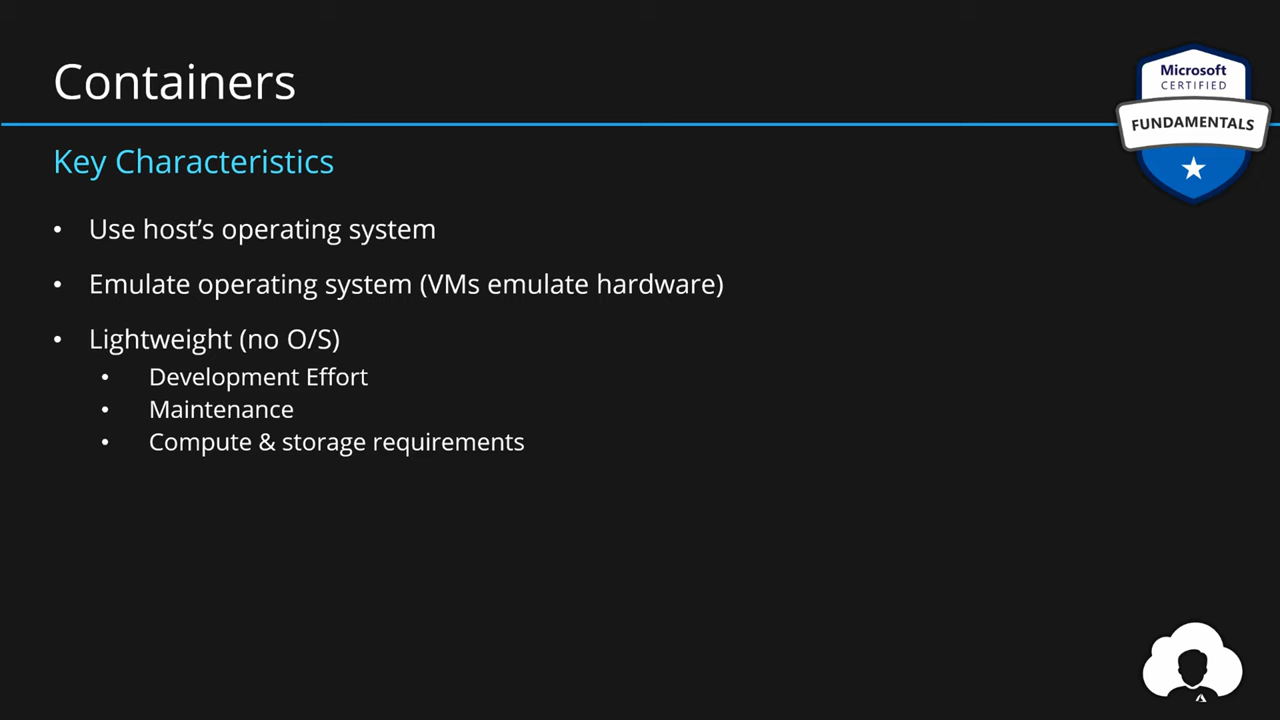 Containers
Microsoft
CERTIFIED
FUNDAMENTALS
Key Characteristics
• Use host’s operating system
• Emulate operating system (VMs emulate hardware)
• Lightweight (no O/S)
• Development Effort
• Maintenance
• Compute & storage requirements